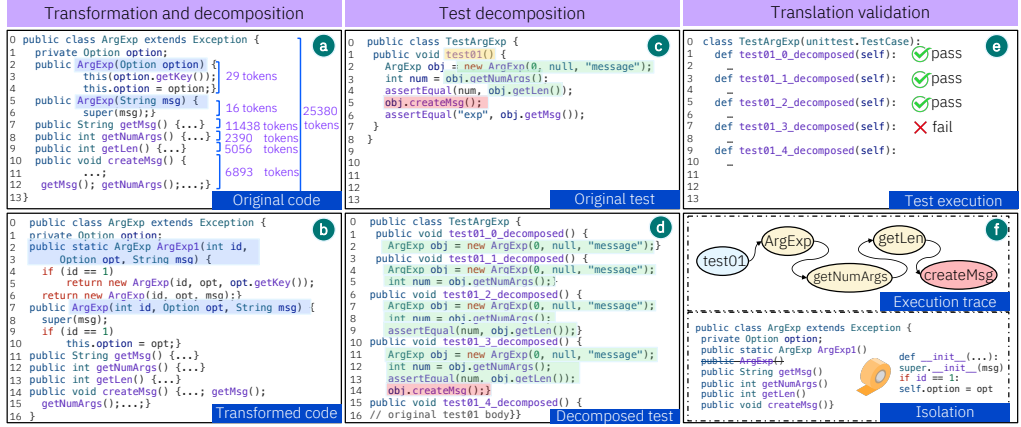 Transformation and decomposition
Test decomposition
Translation validation
a
0 public class ArgExp extends Exception {
1 private Option option;
2 public ArgExp(Option option) {
3 this(option.getKey());
4 this.option = option;}
5 public ArgExp(String msg) {
6 super(msg);}
7 public String getMsg() {...}
8 public int getNumArgs() {...}
9 public int getLen() {...}
10 public void createMsg() {
11 ...;
12 getMsg(); getNumArgs();...;}
13 }
29 tokens
16 tokens
11438 tokens
2390 tokens
5056 tokens
6893 tokens
25380 tokens
Original code
b
0 public class ArgExp extends Exception {
1 private Option option;
2 public static ArgExp ArgExp1(int id,
3 Option opt, String msg) {
4 if (id == 1)
5 return new ArgExp(id, opt, opt.getKey());
6 return new ArgExp(id, opt, msg);}
7 public ArgExp(int id, Option opt, String msg) {
8 super(msg);
9 if (id == 1)
10 this.option = opt;}
11 public String getMsg() {...}
12 public int getNumArgs() {...}
13 public int getLen() {...}
14 public void createMsg() {...; getMsg();
15 getNumArgs();...;}
16 }
Transformed code
c
0 public class TestArgExp {
1 public void test01() {
2 ArgExp obj = new ArgExp(0, null, "message");
3 int num = obj.getNumArgs();
4 assertEqual(num, obj.getLen());
5 obj.createMsg();
6 assertEqual("exp", obj.getMsg());
7 }
8 }
9
10
11
12
13
Original test
d
0 public class TestArgExp {
1 public void test01_0_decomposed() {
2 ArgExp obj = new ArgExp(0, null, "message");}
3 public void test01_1_decomposed() {
4 ArgExp obj = new ArgExp(0, null, "message");
5 int num = obj.getNumArgs();}
6 public void test01_2_decomposed() {
7 ArgExp obj = new ArgExp(0, null, "message");
8 int num = obj.getNumArgs();
9 assertEqual(num, obj.getLen());}
10 public void test01_3_decomposed() {
11 ArgExp obj = new ArgExp(0, null, "message");
12 int num = obj.getNumArgs();
13 assertEqual(num, obj.getLen());
14 obj.createMsg();}
15 public void test01_4_decomposed() {
16 // original test01 body}}
Decomposed test
e
0 class TestArgExp(unittest.TestCase):
1 def test01_0_decomposed(self):
2 …
3 def test01_1_decomposed(self):
4 …
5 def test01_2_decomposed(self):
6 …
7 def test01_3_decomposed(self):
8 …
9 def test01_4_decomposed(self):
10 …
11
12
13
pass
pass
pass
fail
Test execution
f
test01
ArgExp
getNumArgs
getLen
createMsg
Execution trace
public class ArgExp extends Exception {
private Option option;
public static ArgExp ArgExp1()
public ArgExp()
public String getMsg()
public int getNumArgs()
public int getLen()
public void createMsg()}
def __init__(...):
super.__init__(msg)
if id == 1:
self.option = opt
Isolation